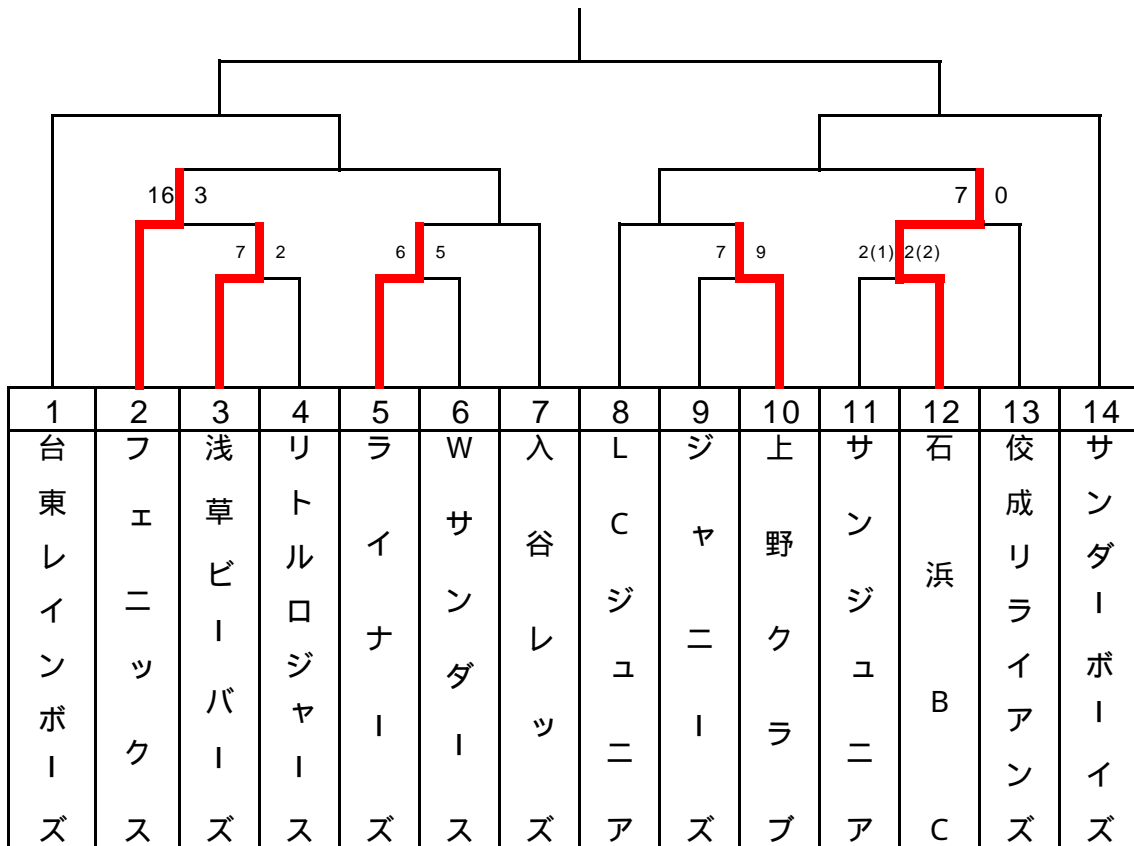 16 3
7 0
7 2
6 5
7 9
2(1) 2(2)
1 2 3 4 5 6 7 8 9 10 11 12 13 14
台東レインボーズ
フェニックス
浅草ビーバーズ
リトルロジャース
ライナーズ
Wサンダース
入谷レッズ
LCジュニア
ジャニーズ
上野クラブ
サンジュニア
石浜BC
佼成リライアンズ
サンダーボーイズ